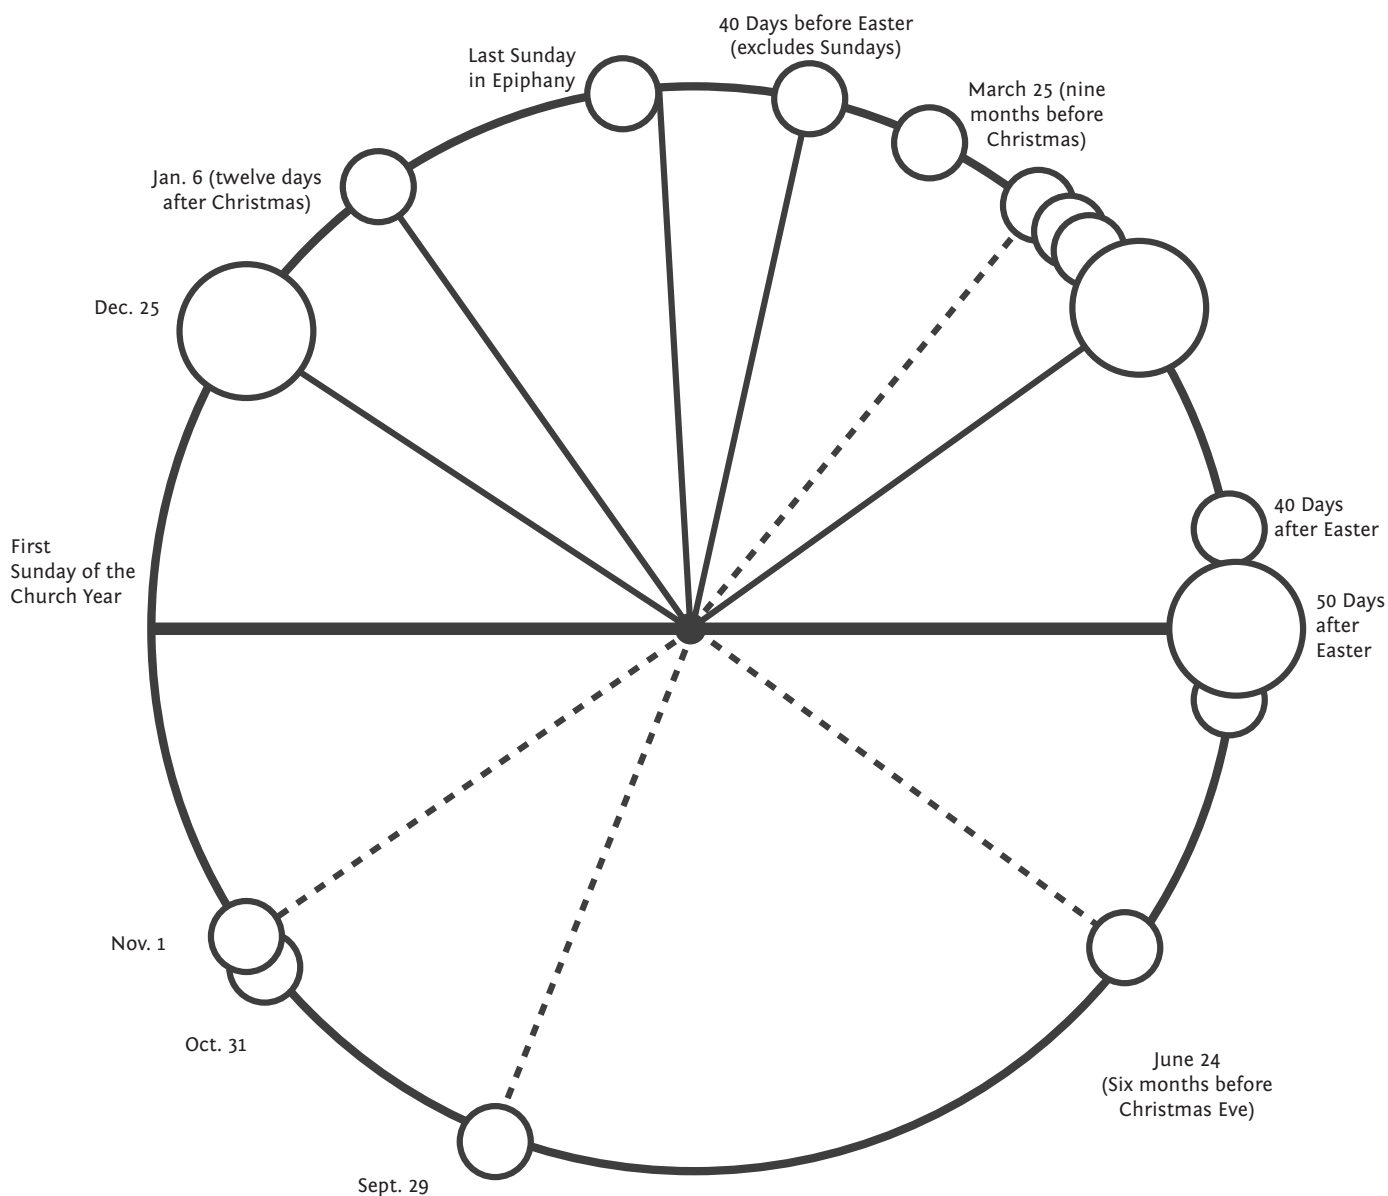 40 Days before Easter
(excludes Sundays)
Last Sunday
in Epiphany
March 25 (nine
months before
Christmas)
Jan. 6 (twelve days
after Christmas)
Dec. 25
40 Days
after Easter
First
Sunday of the
Church Year
50 Days
after
Easter
Nov. 1
Oct. 31
June 24
(Six months before
Christmas Eve)
Sept. 29